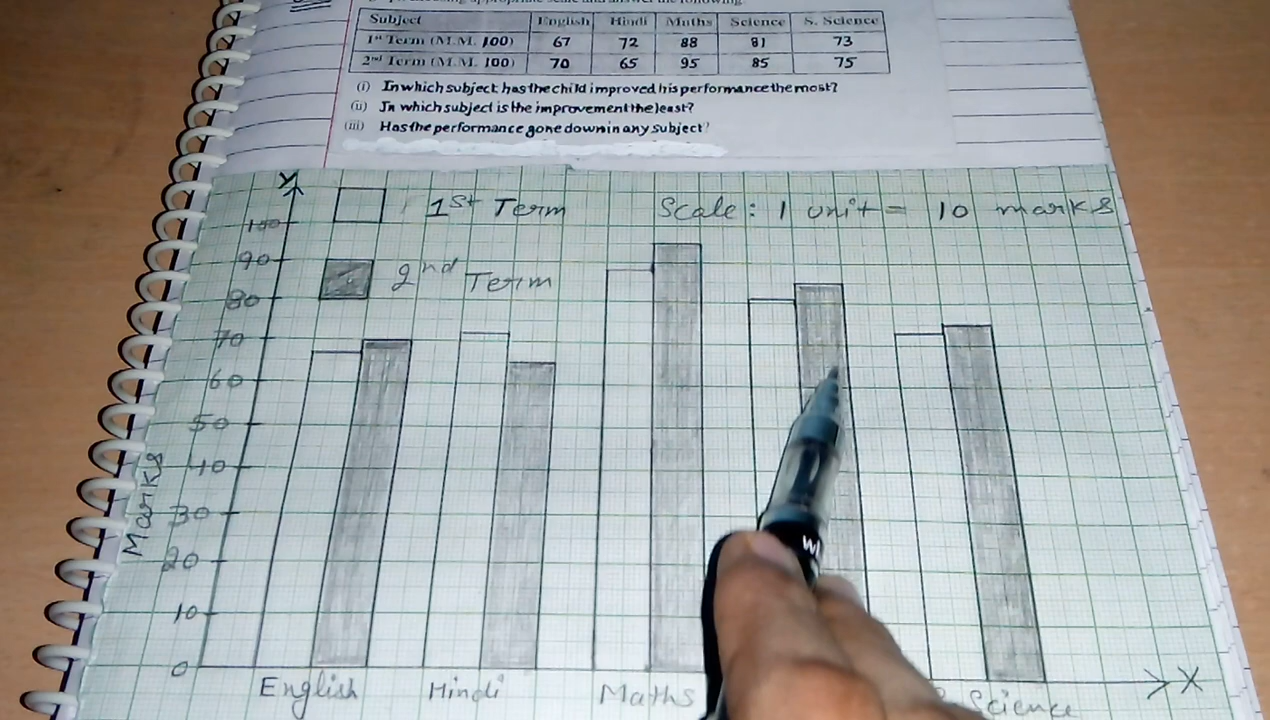 Subject English Hindi Maths Science S. Science
1st Term (M.M. 100) 67 72 88 81 73
2nd Term (M.M. 100) 70 65 95 85 75
(i) In which subject has the child improved his performance the most?
(ii) In which subject is the improvement the least?
(iii) Has the performance gone down in any subject?
Y
1st Term Scale: 1 unit = 10 marks
100
90
2nd Term
80
70
60
50
40
30
20
10
0
Marks
English Hindi Maths Science
X